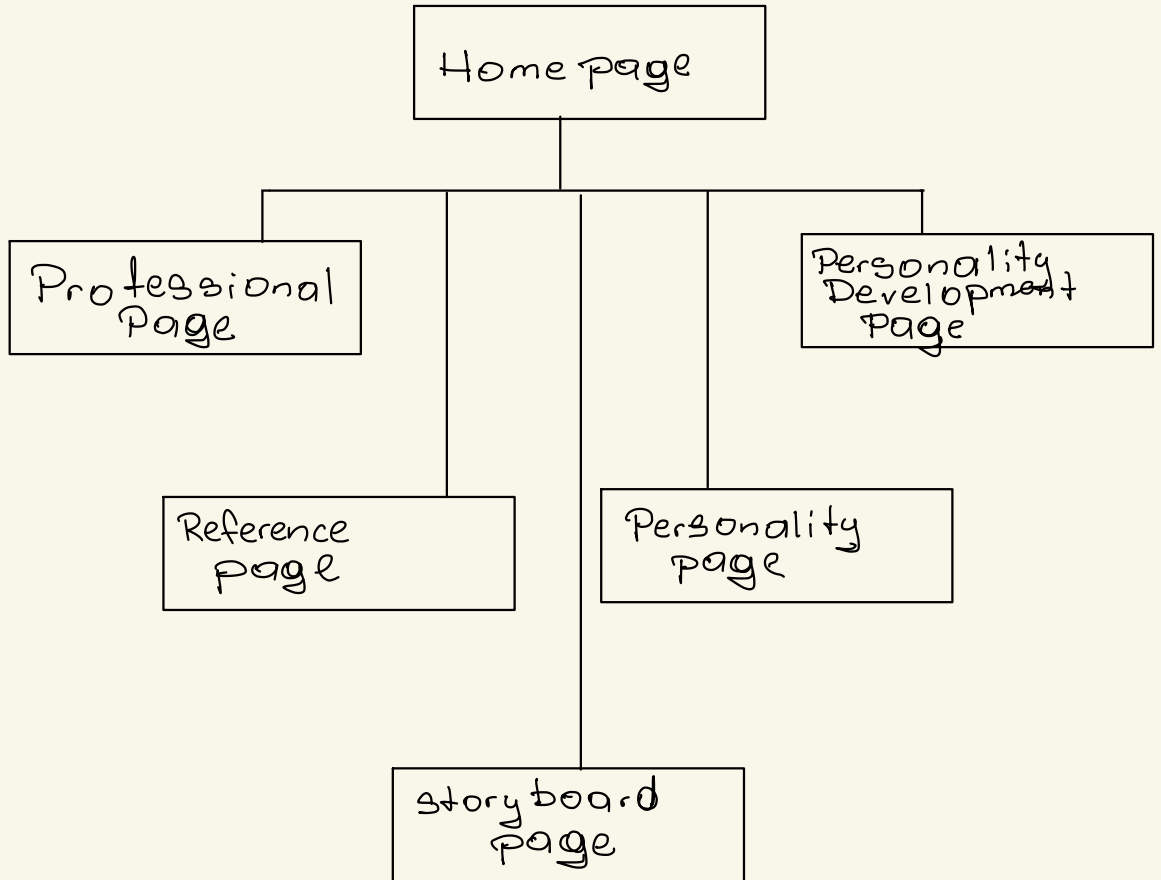 Home page
Professional
Page
Personality
Development
Page
Reference
page
Personality
page
storyboard
page